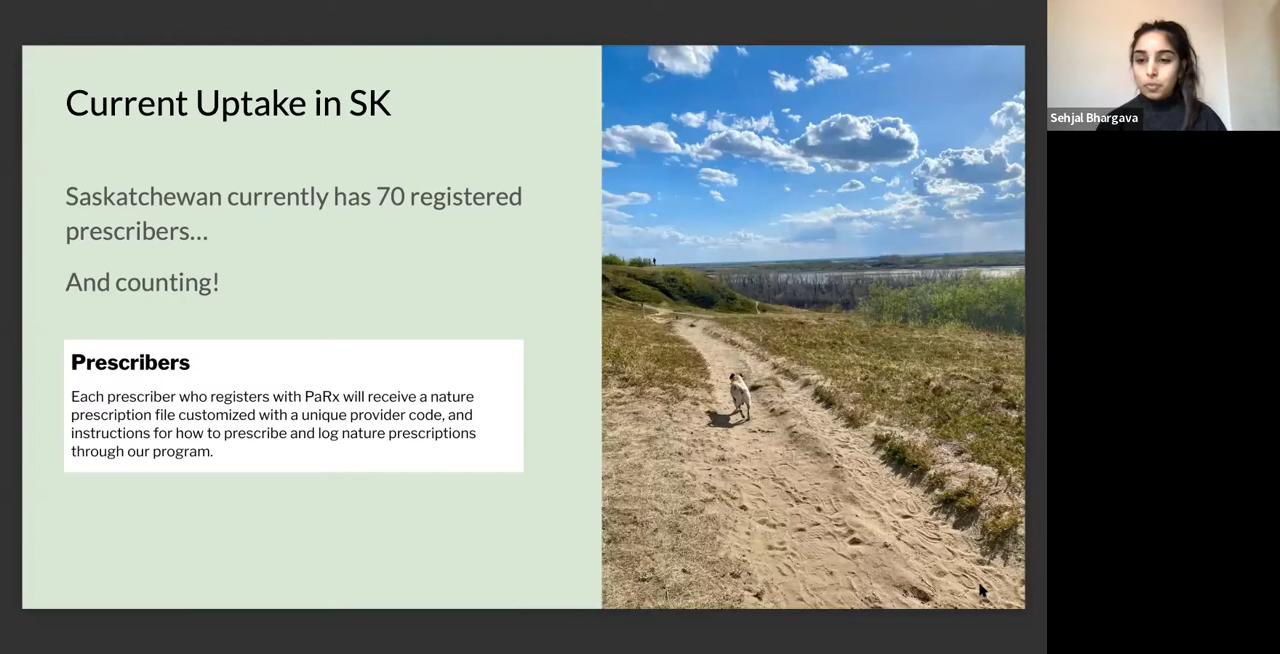 Current Uptake in SK
Saskatchewan currently has 70 registered
prescribers...
And counting!
Prescribers
Each prescriber who registers with PaRx will receive a nature
prescription file customized with a unique provider code, and
instructions for how to prescribe and log nature prescriptions
through our program.
Sehjal Bhargava